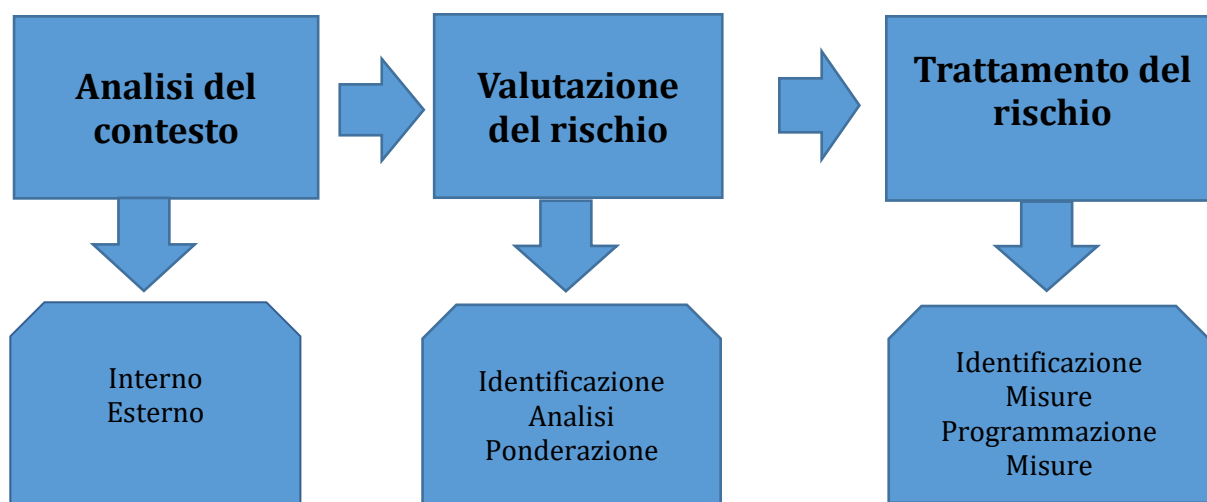 Analisi del
contesto
Valutazione
del rischio
Trattamento del
rischio
Interno
Esterno
Identificazione
Analisi
Ponderazione
Identificazione
Misure
Programmazione
Misure